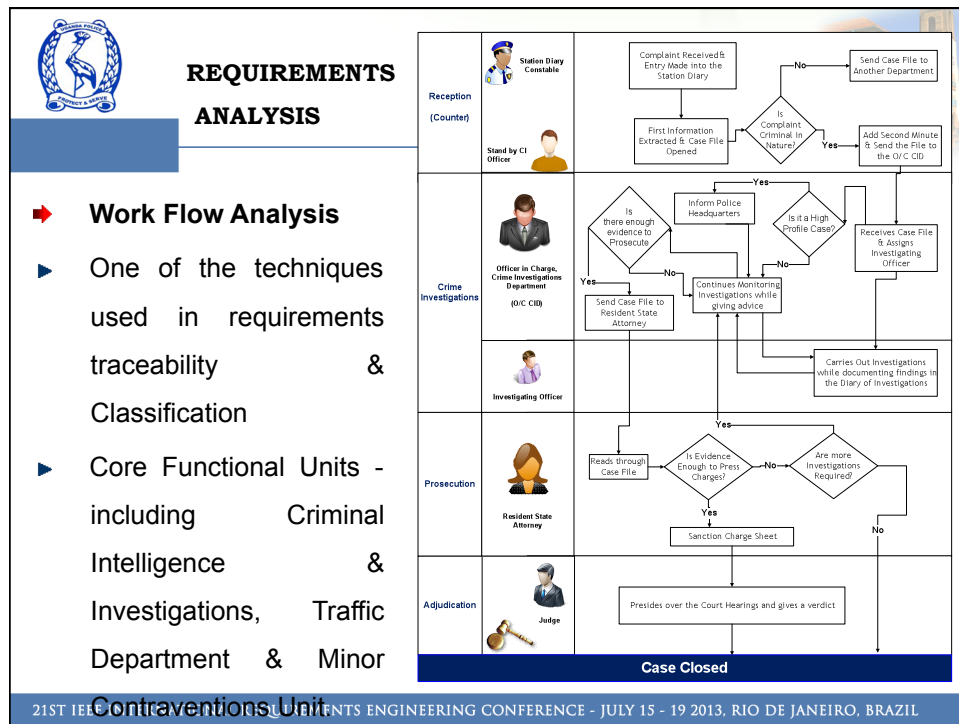 UGANDA POLICE
PROTECT & SERVE
REQUIREMENTS
ANALYSIS
Work Flow Analysis
One of the techniques
used in requirements
traceability &
Classification
Core Functional Units -
including Criminal
Intelligence &
Investigations, Traffic
Department & Minor
Contraventions Unit.
Reception
(Counter)
Station Diary
Constable
Stand by CI
Officer
Complaint Received &
Entry Made into the
Station Diary
First Information
Extracted & Case File
Opened
Is
Complaint
Criminal In
Nature?
No
Send Case File to
Another Department
Yes
Add Second Minute
& Send the File to
the O/C CID
Crime
Investigations
Officer in Charge,
Crime Investigations
Department
(O/C CID)
Is
there enough
evidence to
Prosecute
Yes
No
Send Case File to
Resident State
Attorney
Inform Police
Headquarters
Yes
Is it a High
Profile Case?
No
Receives Case File
& Assigns
Investigating
Officer
Continues Monitoring
Investigations while
giving advice
Investigating Officer
Carries Out Investigations
while documenting findings in
the Diary of Investigations
Prosecution
Resident State
Attorney
Reads through
Case File
Is Evidence
Enough to Press
Charges?
No
Are more
Investigations
Required?
Yes
Yes
No
Sanction Charge Sheet
Adjudication
Judge
Presides over the Court Hearings and gives a verdict
Case Closed
21ST IEEE INTERNATIONAL REQUIREMENTS ENGINEERING CONFERENCE - JULY 15 - 19 2013, RIO DE JANEIRO, BRAZIL